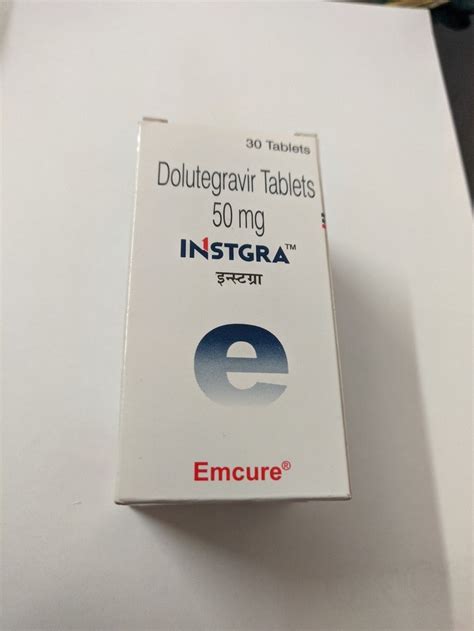 30 Tablets
Dolutegravir Tablets
50 mg
INSTGRA™
इन्स्टग्रा
e
Emcure®